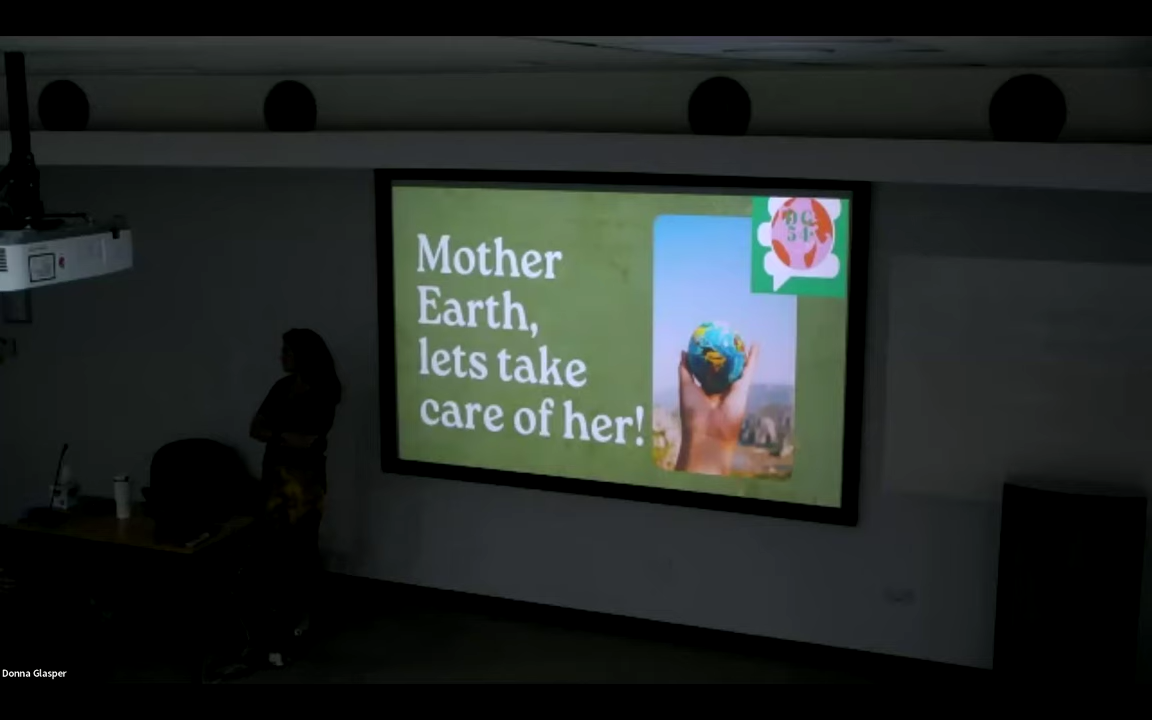 Mother
Earth,
lets take
care of her!
Donna Glasper